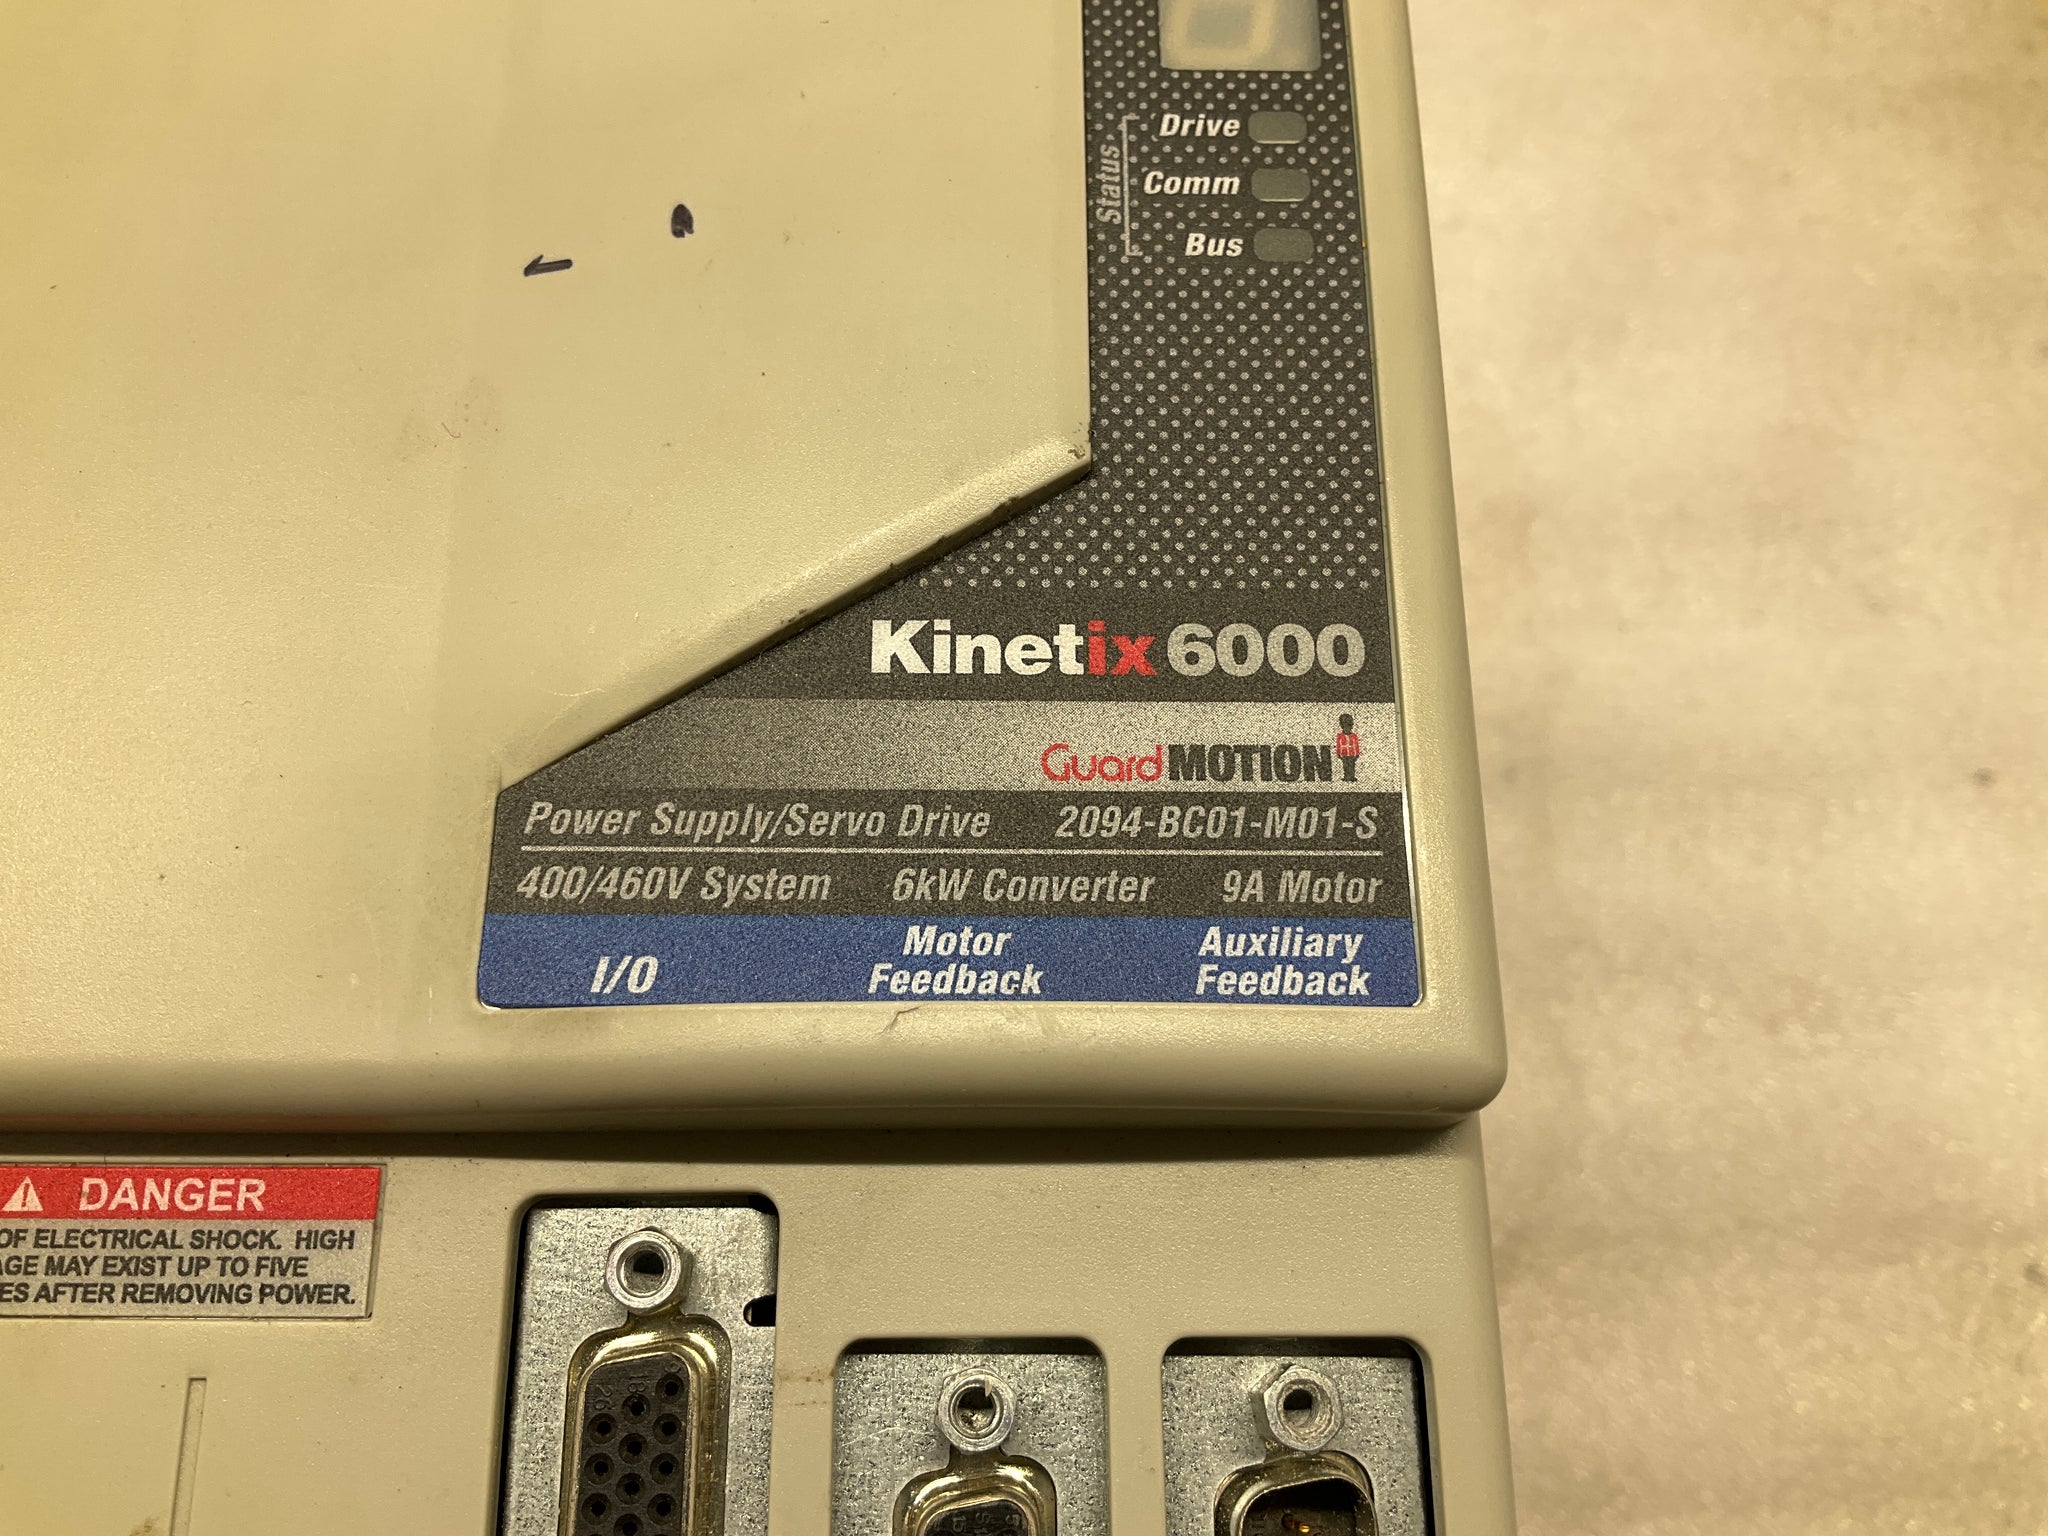 Drive
Comm
Bus
Status
Kinetix 6000
GuardMOTION
Power Supply/Servo Drive 2094-BC01-M01-S
400/460V System 6kW Converter 9A Motor
I/O
Motor
Feedback
Auxiliary
Feedback
DANGER
OF ELECTRICAL SHOCK. HIGH
MAY EXIST UP TO FIVE
AFTER REMOVING POWER.
18
26